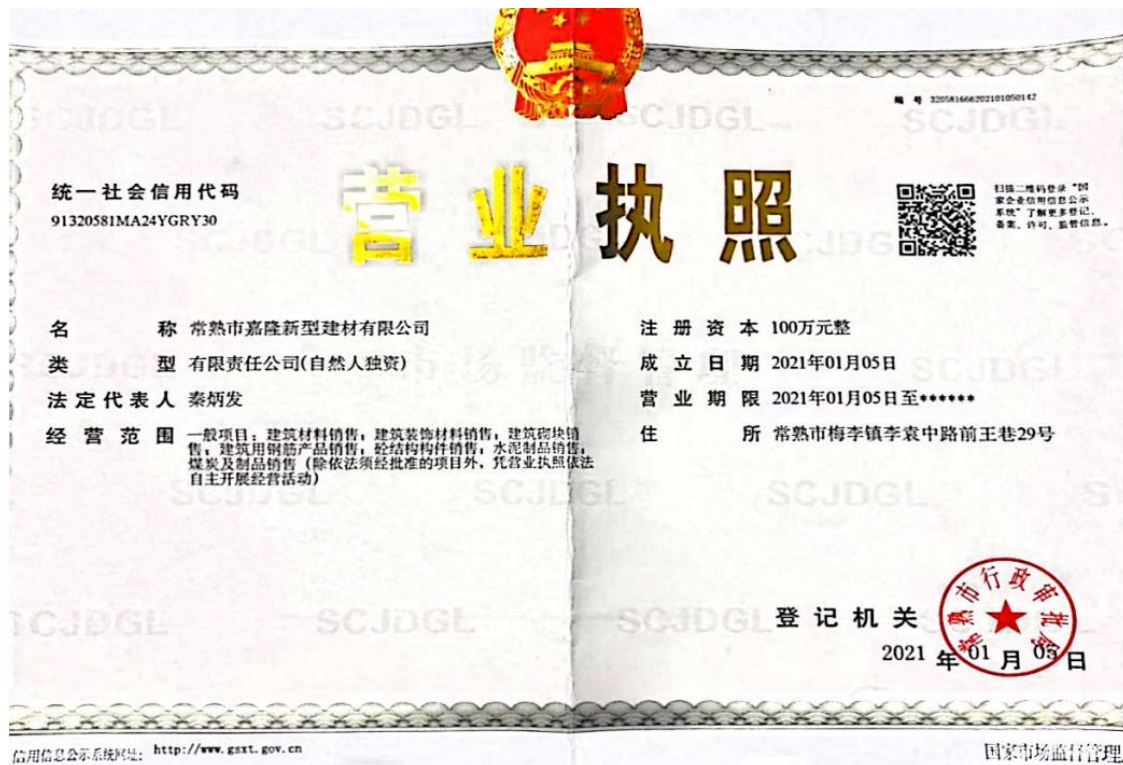 编 号 320581666202101050142
营 业 执 照
统一社会信用代码
91320581MA24YGRY30
扫描二维码登录“国
家企业信用信息公示
系统”了解更多登记、
备案、许可、监管信息。
名 称 常熟市嘉隆新型建材有限公司
类 型 有限责任公司(自然人独资)
法定代表人 秦炳发
经营范围 一般项目：建筑材料销售；建筑装饰材料销售；建筑砌块销
售；建筑用钢筋产品销售；砼结构构件销售；水泥制品销售；
煤炭及制品销售（除依法须经批准的项目外，凭营业执照依法
自主开展经营活动）
注册资本 100万元整
成立日期 2021年01月05日
营业期限 2021年01月05日至******
住 所 常熟市梅李镇李袁中路前王巷29号
登记机关
常熟市行政审批局
2021 年 01 月 05 日
信用信息公示系统网址： http://www.gsxt.gov.cn
国家市场监督管理
SCJDGL
市场监督管理